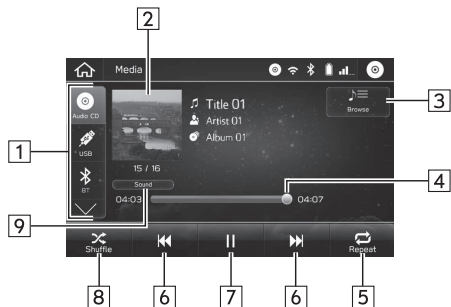 2
Media
Title 01
Artist 01
Album 01
Browse
3
1
Audio CD
USB
BT
15 / 16
Sound
04:03
04:07
4
9
Shuffle
Repeat
8
6
7
6
5